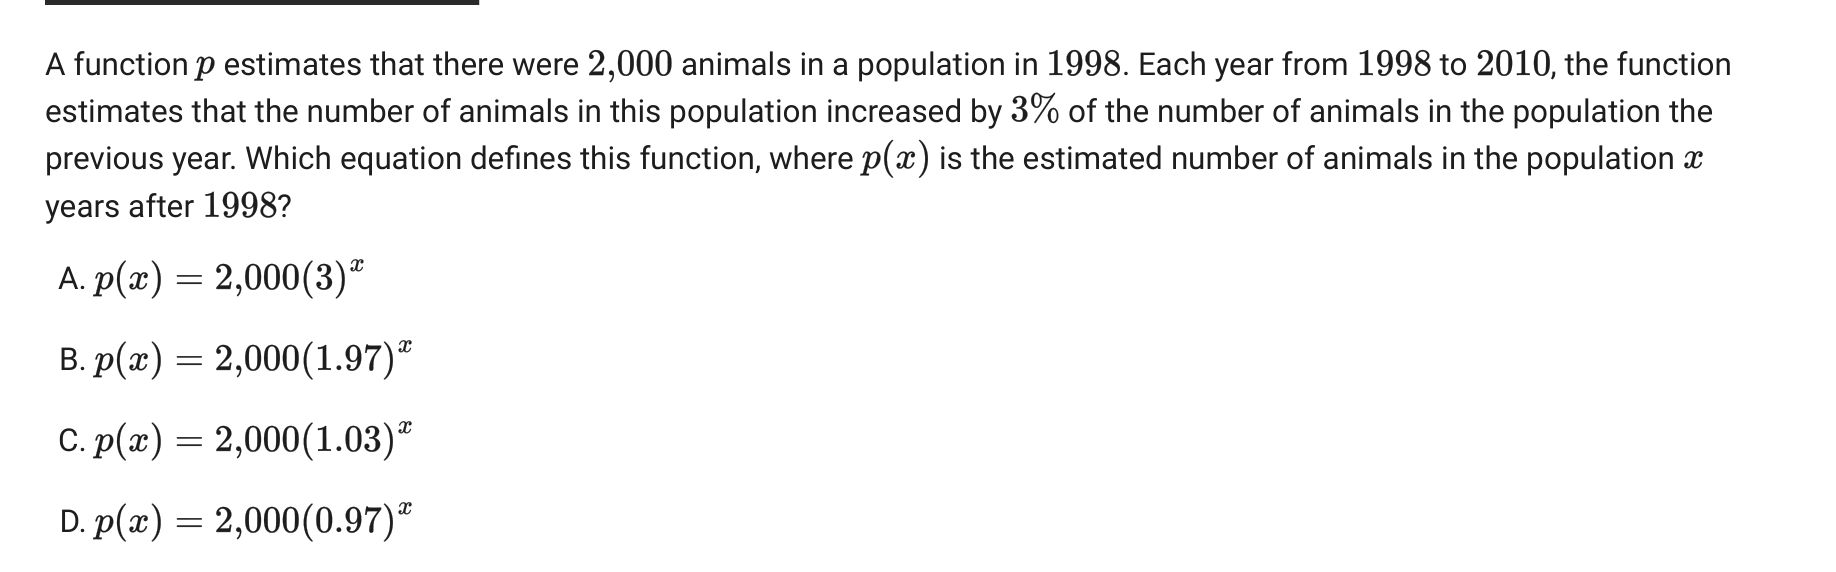 A function p estimates that there were 2,000 animals in a population in 1998. Each year from 1998 to 2010, the function
estimates that the number of animals in this population increased by 3% of the number of animals in the population the
previous year. Which equation defines this function, where p(x) is the estimated number of animals in the population x
years after 1998?
A. p(x) = 2,000(3)^x
B. p(x) = 2,000(1.97)^x
C. p(x) = 2,000(1.03)^x
D. p(x) = 2,000(0.97)^x